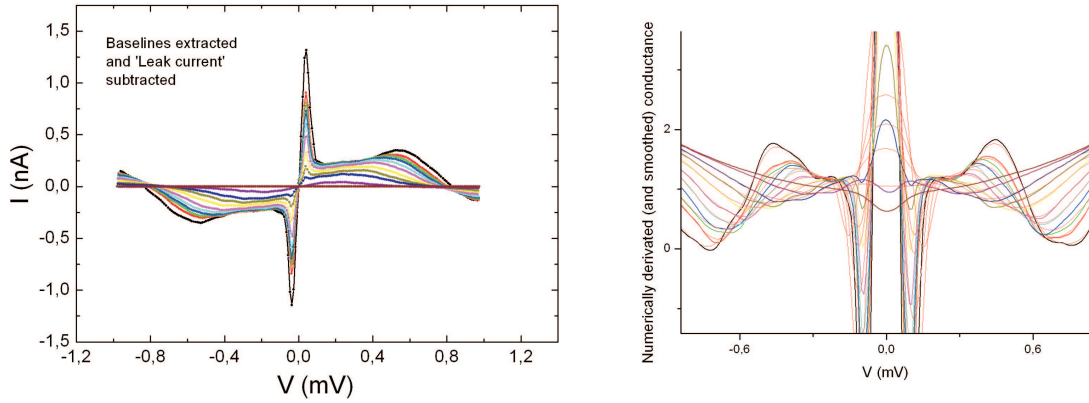 1,5
1,0
0,5
0,0
-0,5
-1,0
-1,5
I (nA)
Baselines extracted
and 'Leak current'
subtracted
-1,2
-0,8
-0,4
0,0
0,4
0,8
1,2
V (mV)
Numerically derivated (and smoothed) conductance
2
0
-0,6
0,0
0,6
V (mV)